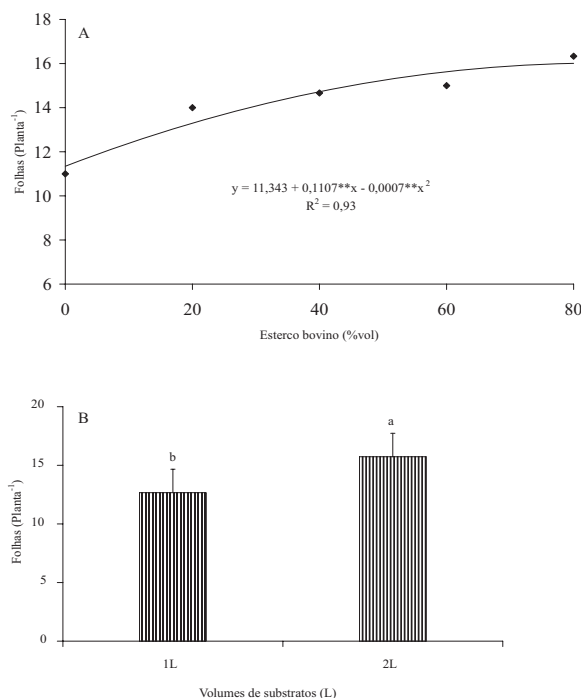 A
18
16
14
12
10
8
6
Folhas (Planta⁻¹)
y = 11,343 + 0,1107**x - 0,0007**x²
R² = 0,93
0 20 40 60 80
Esterco bovino (%vol)
B
20
15
10
5
0
Folhas (Planta⁻¹)
b
a
1L 2L
Volumes de substratos (L)